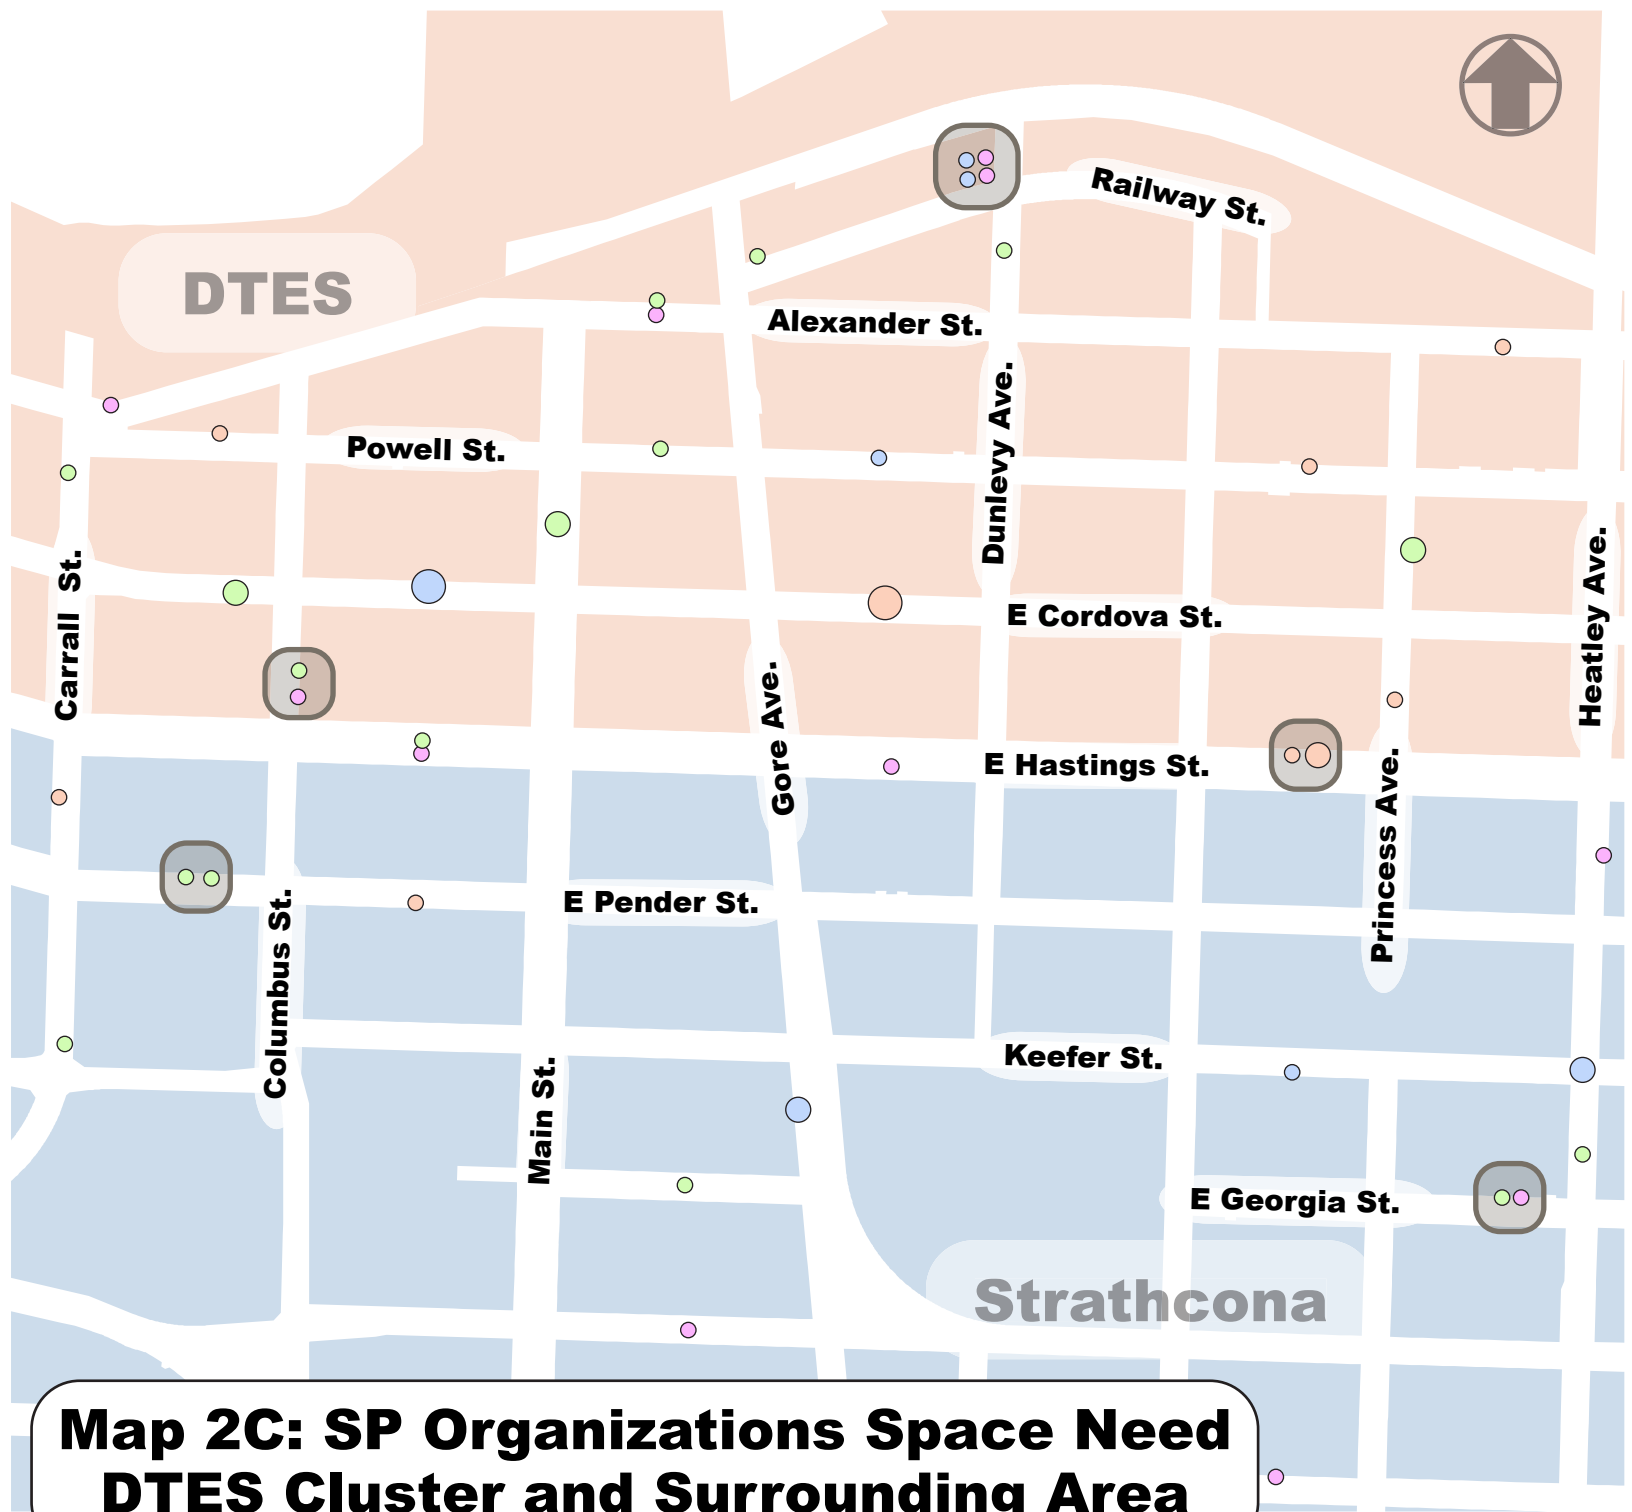 Railway St.
DTES
Alexander St.
Powell St.
Dunlevy Ave.
Carrall St.
E Cordova St.
Heatley Ave.
Gore Ave.
E Hastings St.
Princess Ave.
E Pender St.
Columbus St.
Keefer St.
Main St.
E Georgia St.
Strathcona
Map 2C: SP Organizations Space Need
DTES Cluster and Surrounding Area